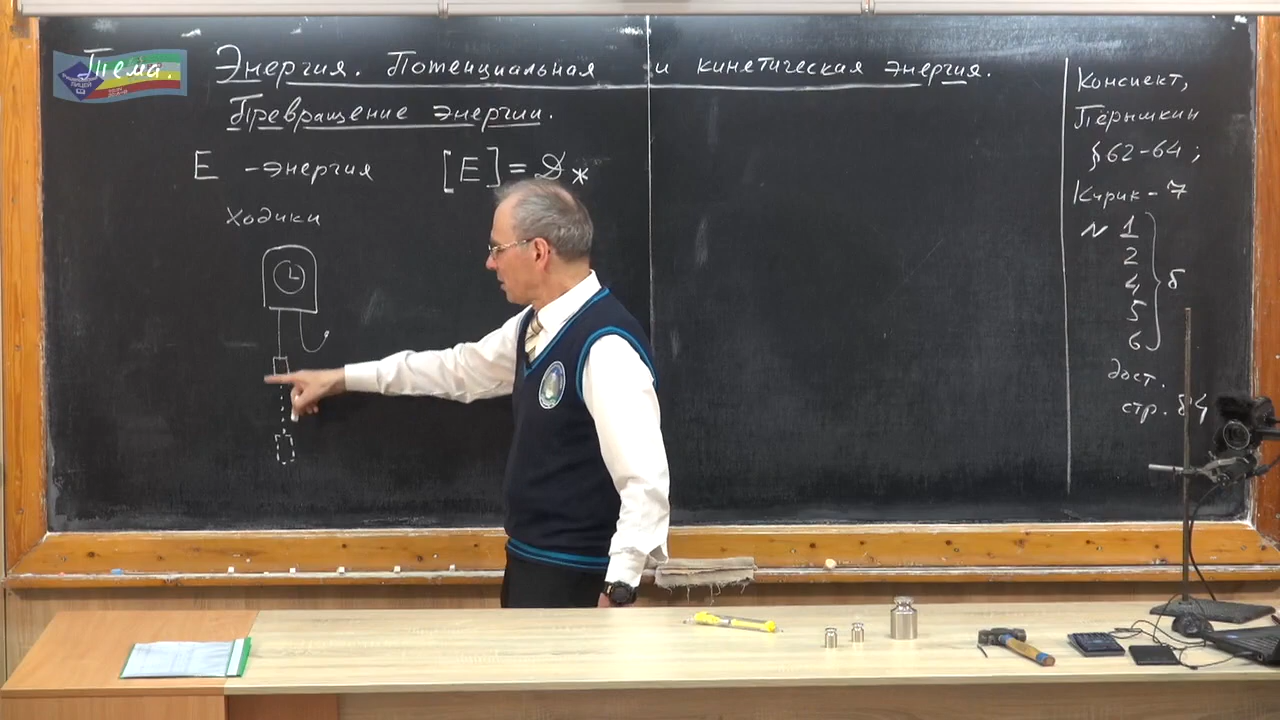 Тема. Энергия. Потенциальная и кинетическая энергия.
Превращение энергии.
E - энергия [E] = Дж
Ходики
Конспект,
Пёрышкин
§ 62-64 ;
Кирик - 7
№ 1
2
4
5
6
} б
дост.
стр. 84